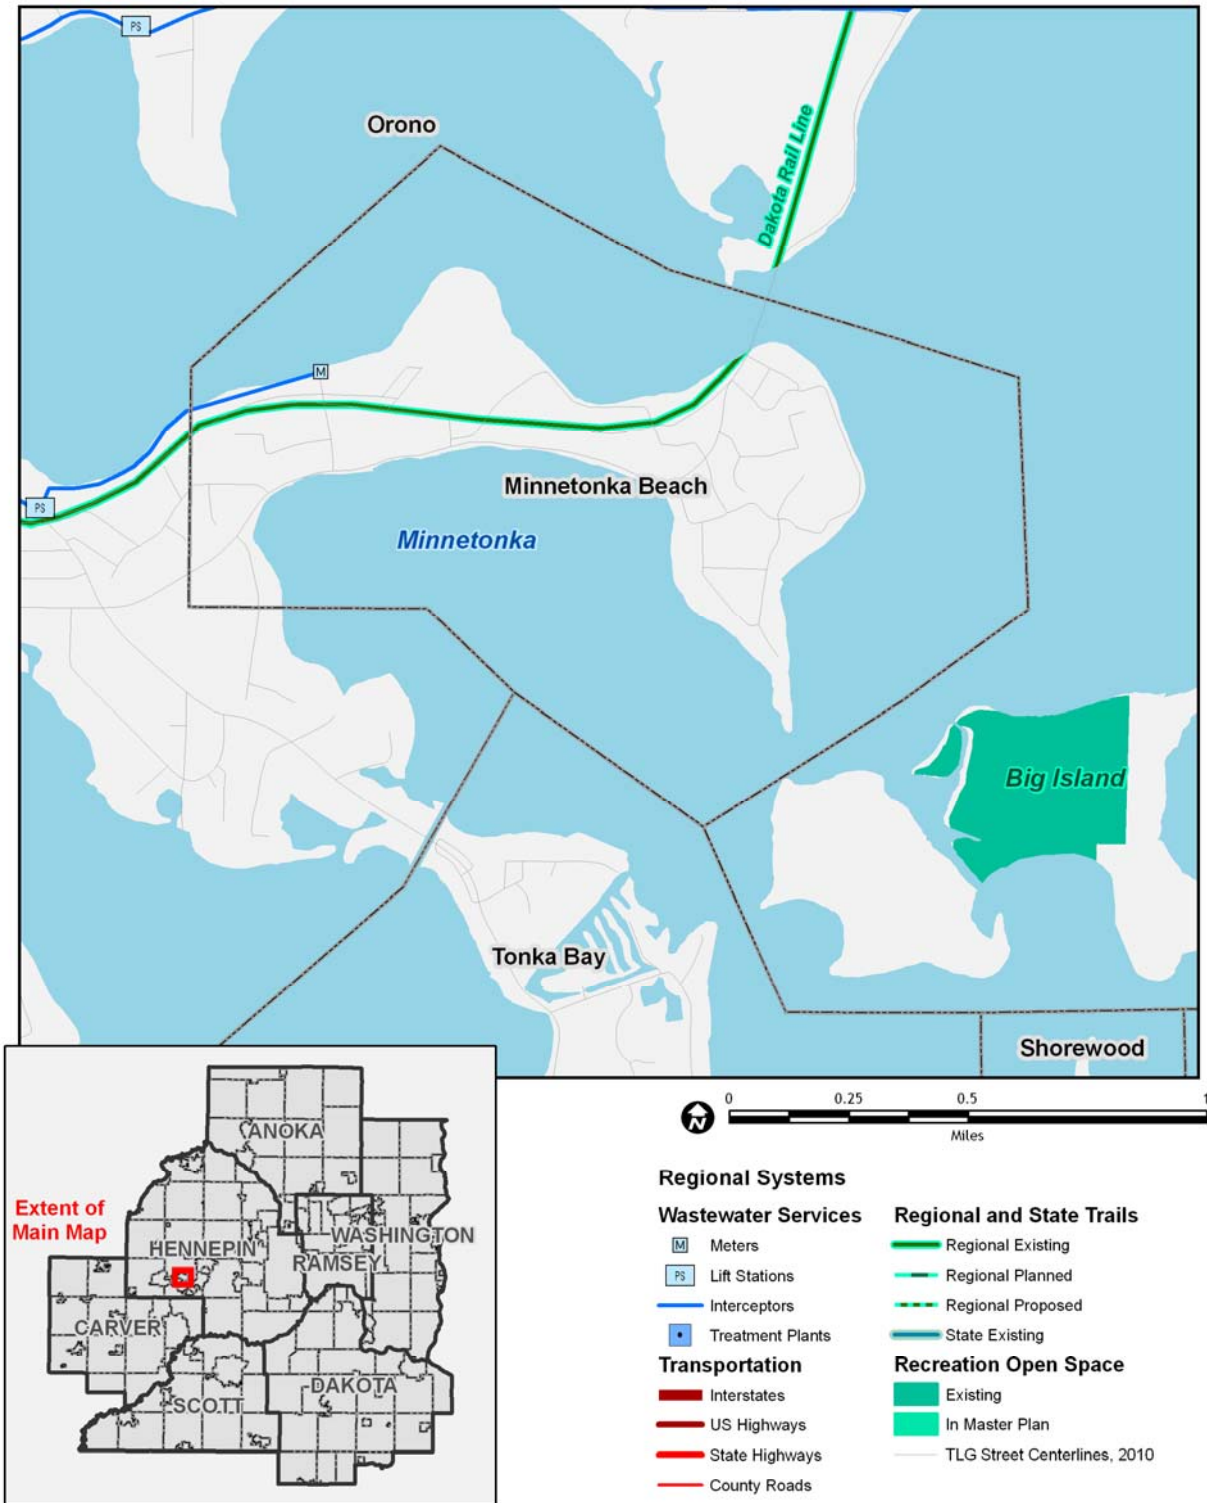 PS
Orono
Dakota Rail Line
M
Minnetonka Beach
PS
Minnetonka
Big Island
Tonka Bay
Shorewood
Extent of
Main Map
ANOKA
HENNEPIN
WASHINGTON
RAMSEY
CARVER
SCOTT
DAKOTA
N
0 0.25 0.5 1
Miles
Regional Systems
Wastewater Services
M Meters
PS Lift Stations
Interceptors
Treatment Plants
Transportation
Interstates
US Highways
State Highways
County Roads
Regional and State Trails
Regional Existing
Regional Planned
Regional Proposed
State Existing
Recreation Open Space
Existing
In Master Plan
TLG Street Centerlines, 2010